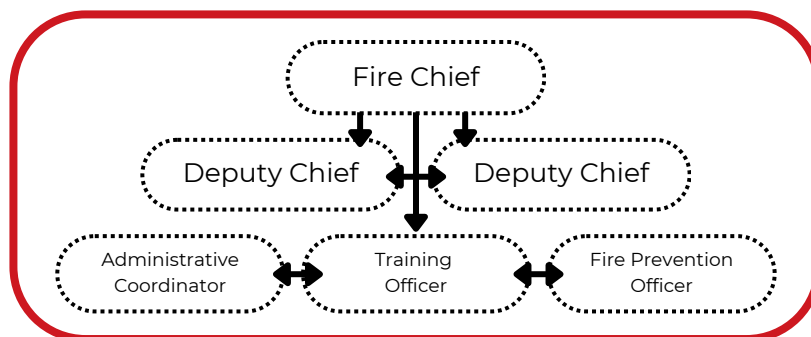 Fire Chief
Deputy Chief
Deputy Chief
Administrative
Coordinator
Training
Officer
Fire Prevention
Officer